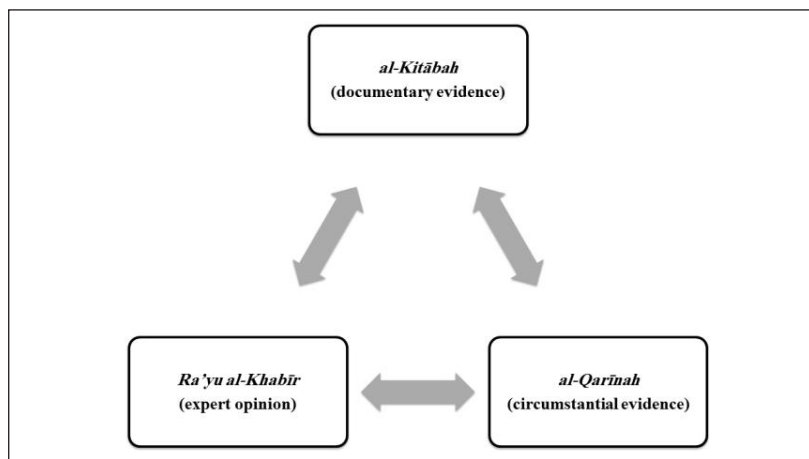 al-Kitābah
(documentary evidence)
Ra’yu al-Khabīr
(expert opinion)
al-Qarīnah
(circumstantial evidence)